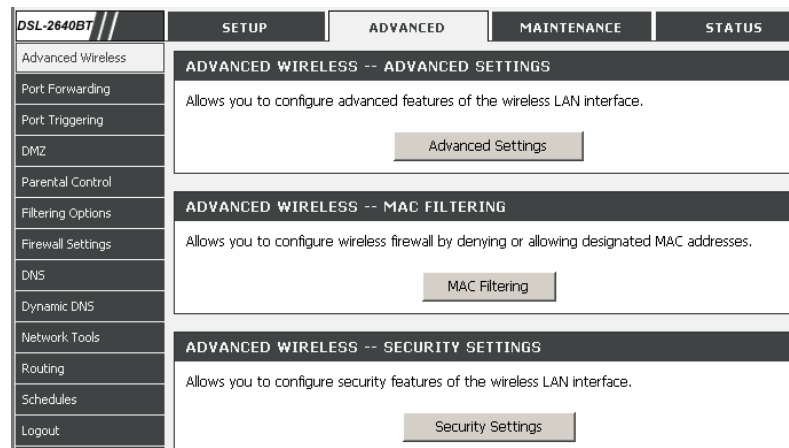 DSL-2640BT
SETUP
ADVANCED
MAINTENANCE
STATUS
Advanced Wireless
Port Forwarding
Port Triggering
DMZ
Parental Control
Filtering Options
Firewall Settings
DNS
Dynamic DNS
Network Tools
Routing
Schedules
Logout
ADVANCED WIRELESS -- ADVANCED SETTINGS
Allows you to configure advanced features of the wireless LAN interface.
Advanced Settings
ADVANCED WIRELESS -- MAC FILTERING
Allows you to configure wireless firewall by denying or allowing designated MAC addresses.
MAC Filtering
ADVANCED WIRELESS -- SECURITY SETTINGS
Allows you to configure security features of the wireless LAN interface.
Security Settings